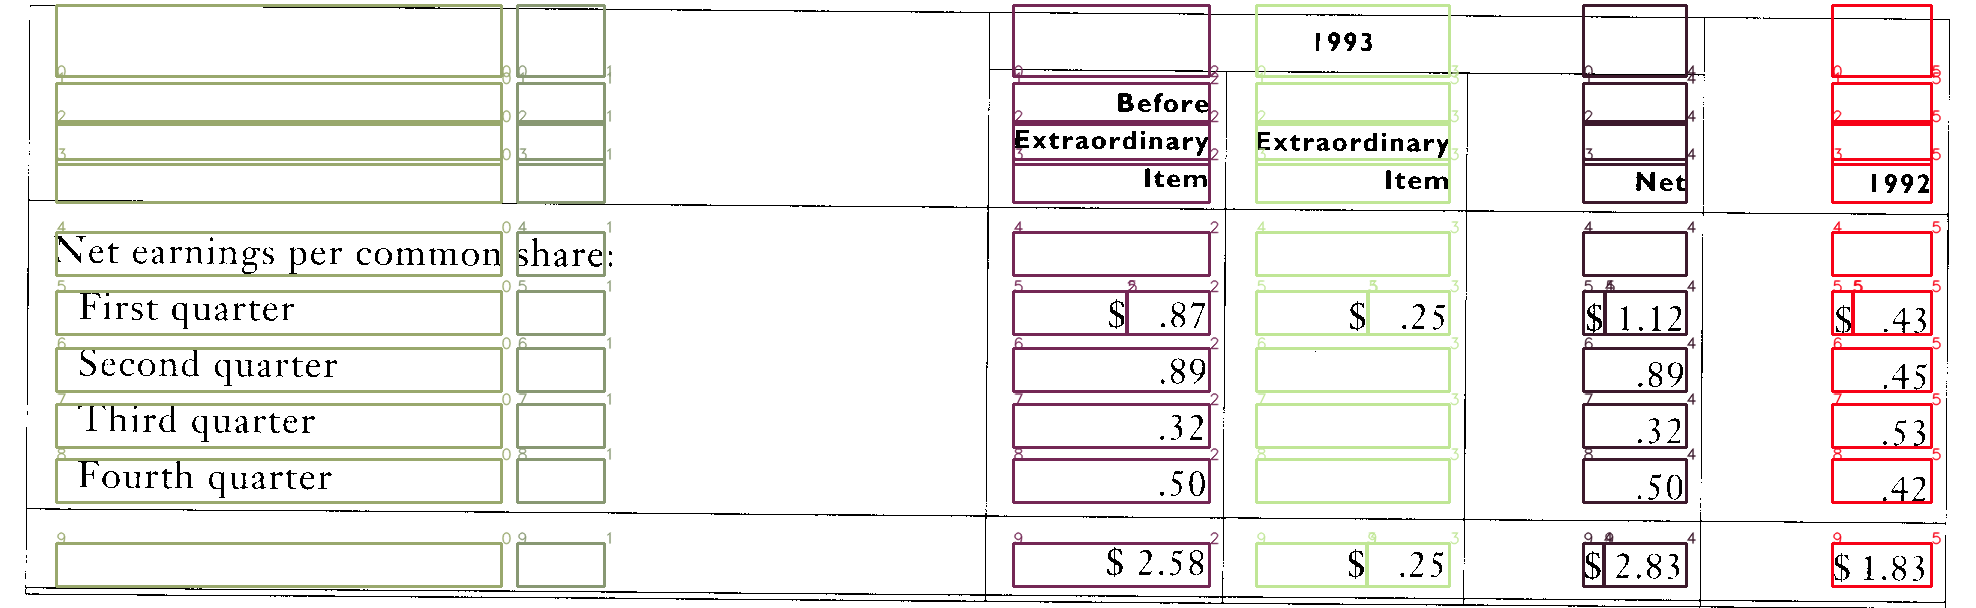 1993
Before
Extraordinary Extraordinary
Item Item Net 1992
Net earnings per common share:
First quarter $ .87 $ .25 $ 1.12 $ .43
Second quarter .89 .89 .45
Third quarter .32 .32 .53
Fourth quarter .50 .50 .42
$ 2.58 $ .25 $ 2.83 $ 1.83